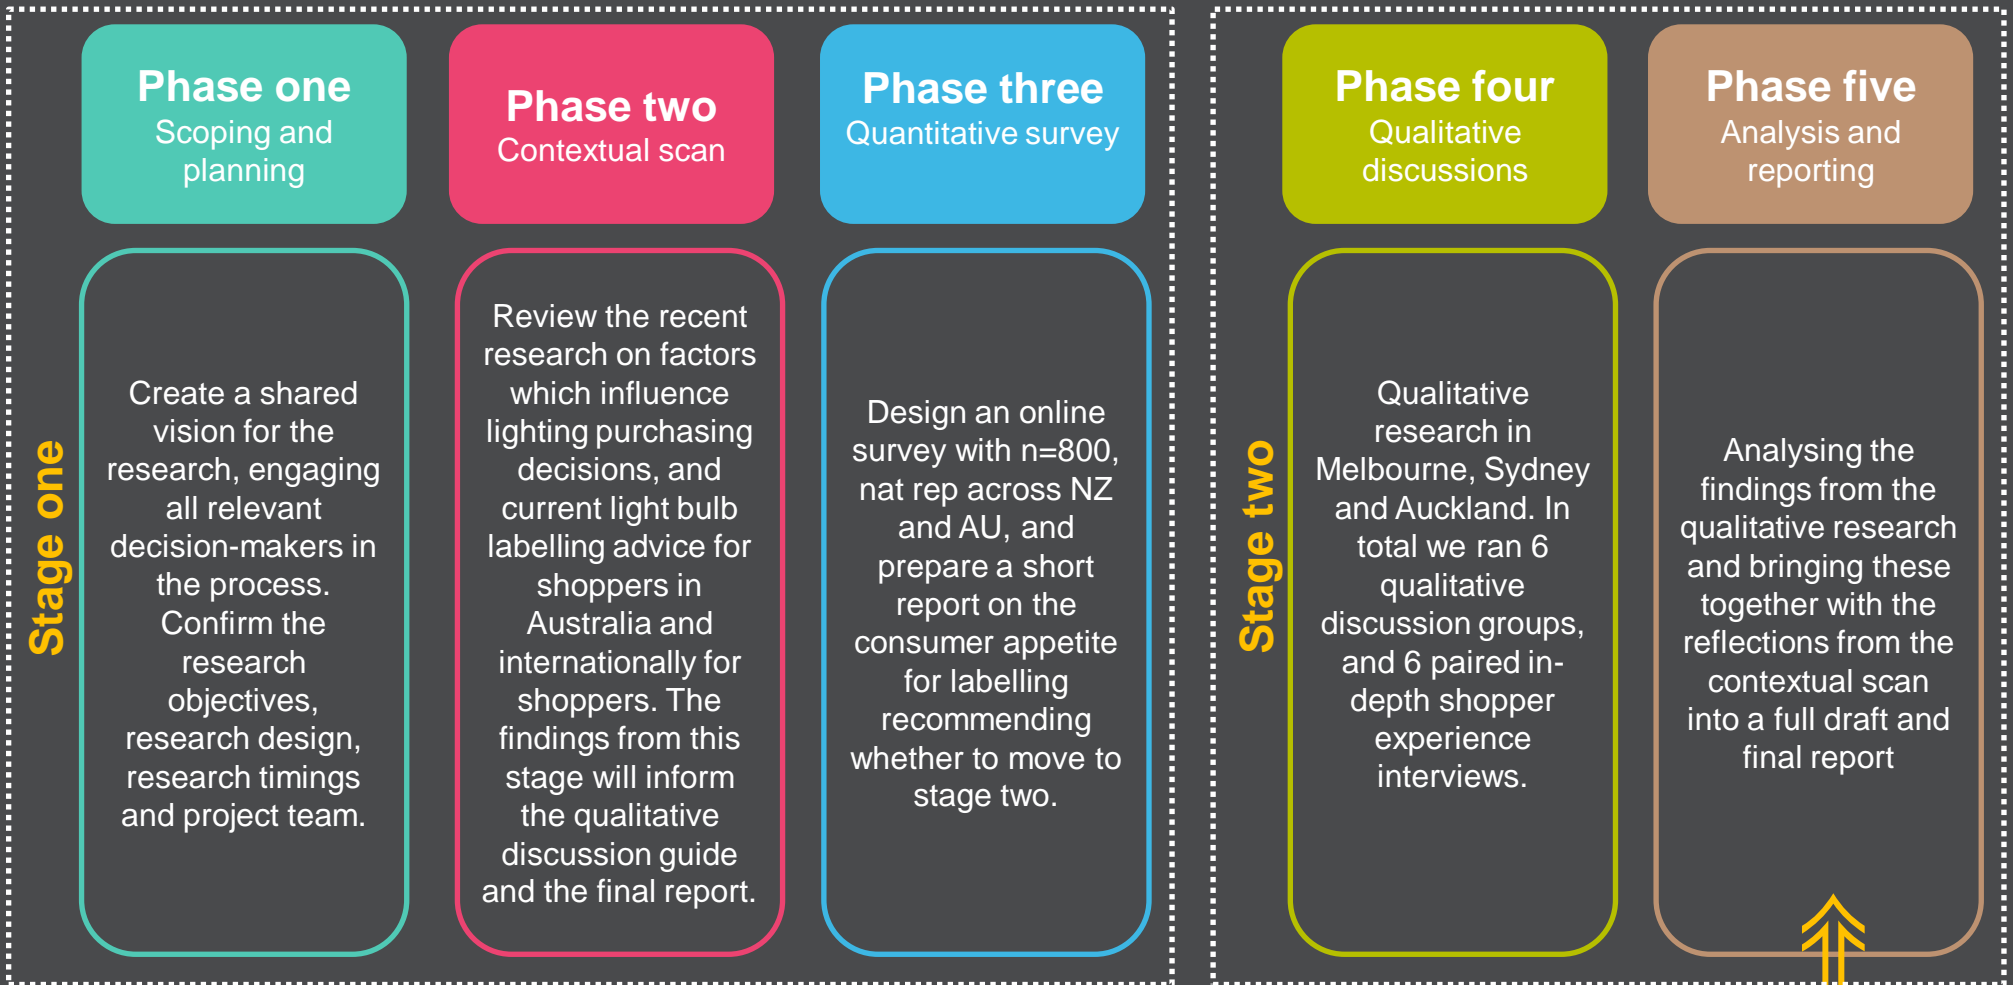 Stage one
Phase one
Scoping and
planning
Create a shared
vision for the
research, engaging
all relevant
decision-makers in
the process.
Confirm the
research
objectives,
research design,
research timings
and project team.
Phase two
Contextual scan
Review the recent
research on factors
which influence
lighting purchasing
decisions, and
current light bulb
labelling advice for
shoppers in
Australia and
internationally for
shoppers. The
findings from this
stage will inform
the qualitative
discussion guide
and the final report.
Phase three
Quantitative survey
Design an online
survey with n=800,
nat rep across NZ
and AU, and
prepare a short
report on the
consumer appetite
for labelling
recommending
whether to move to
stage two.
Stage two
Phase four
Qualitative
discussions
Qualitative
research in
Melbourne, Sydney
and Auckland. In
total we ran 6
qualitative
discussion groups,
and 6 paired in-
depth shopper
experience
interviews.
Phase five
Analysis and
reporting
Analysing the
findings from the
qualitative research
and bringing these
together with the
reflections from the
contextual scan
into a full draft and
final report